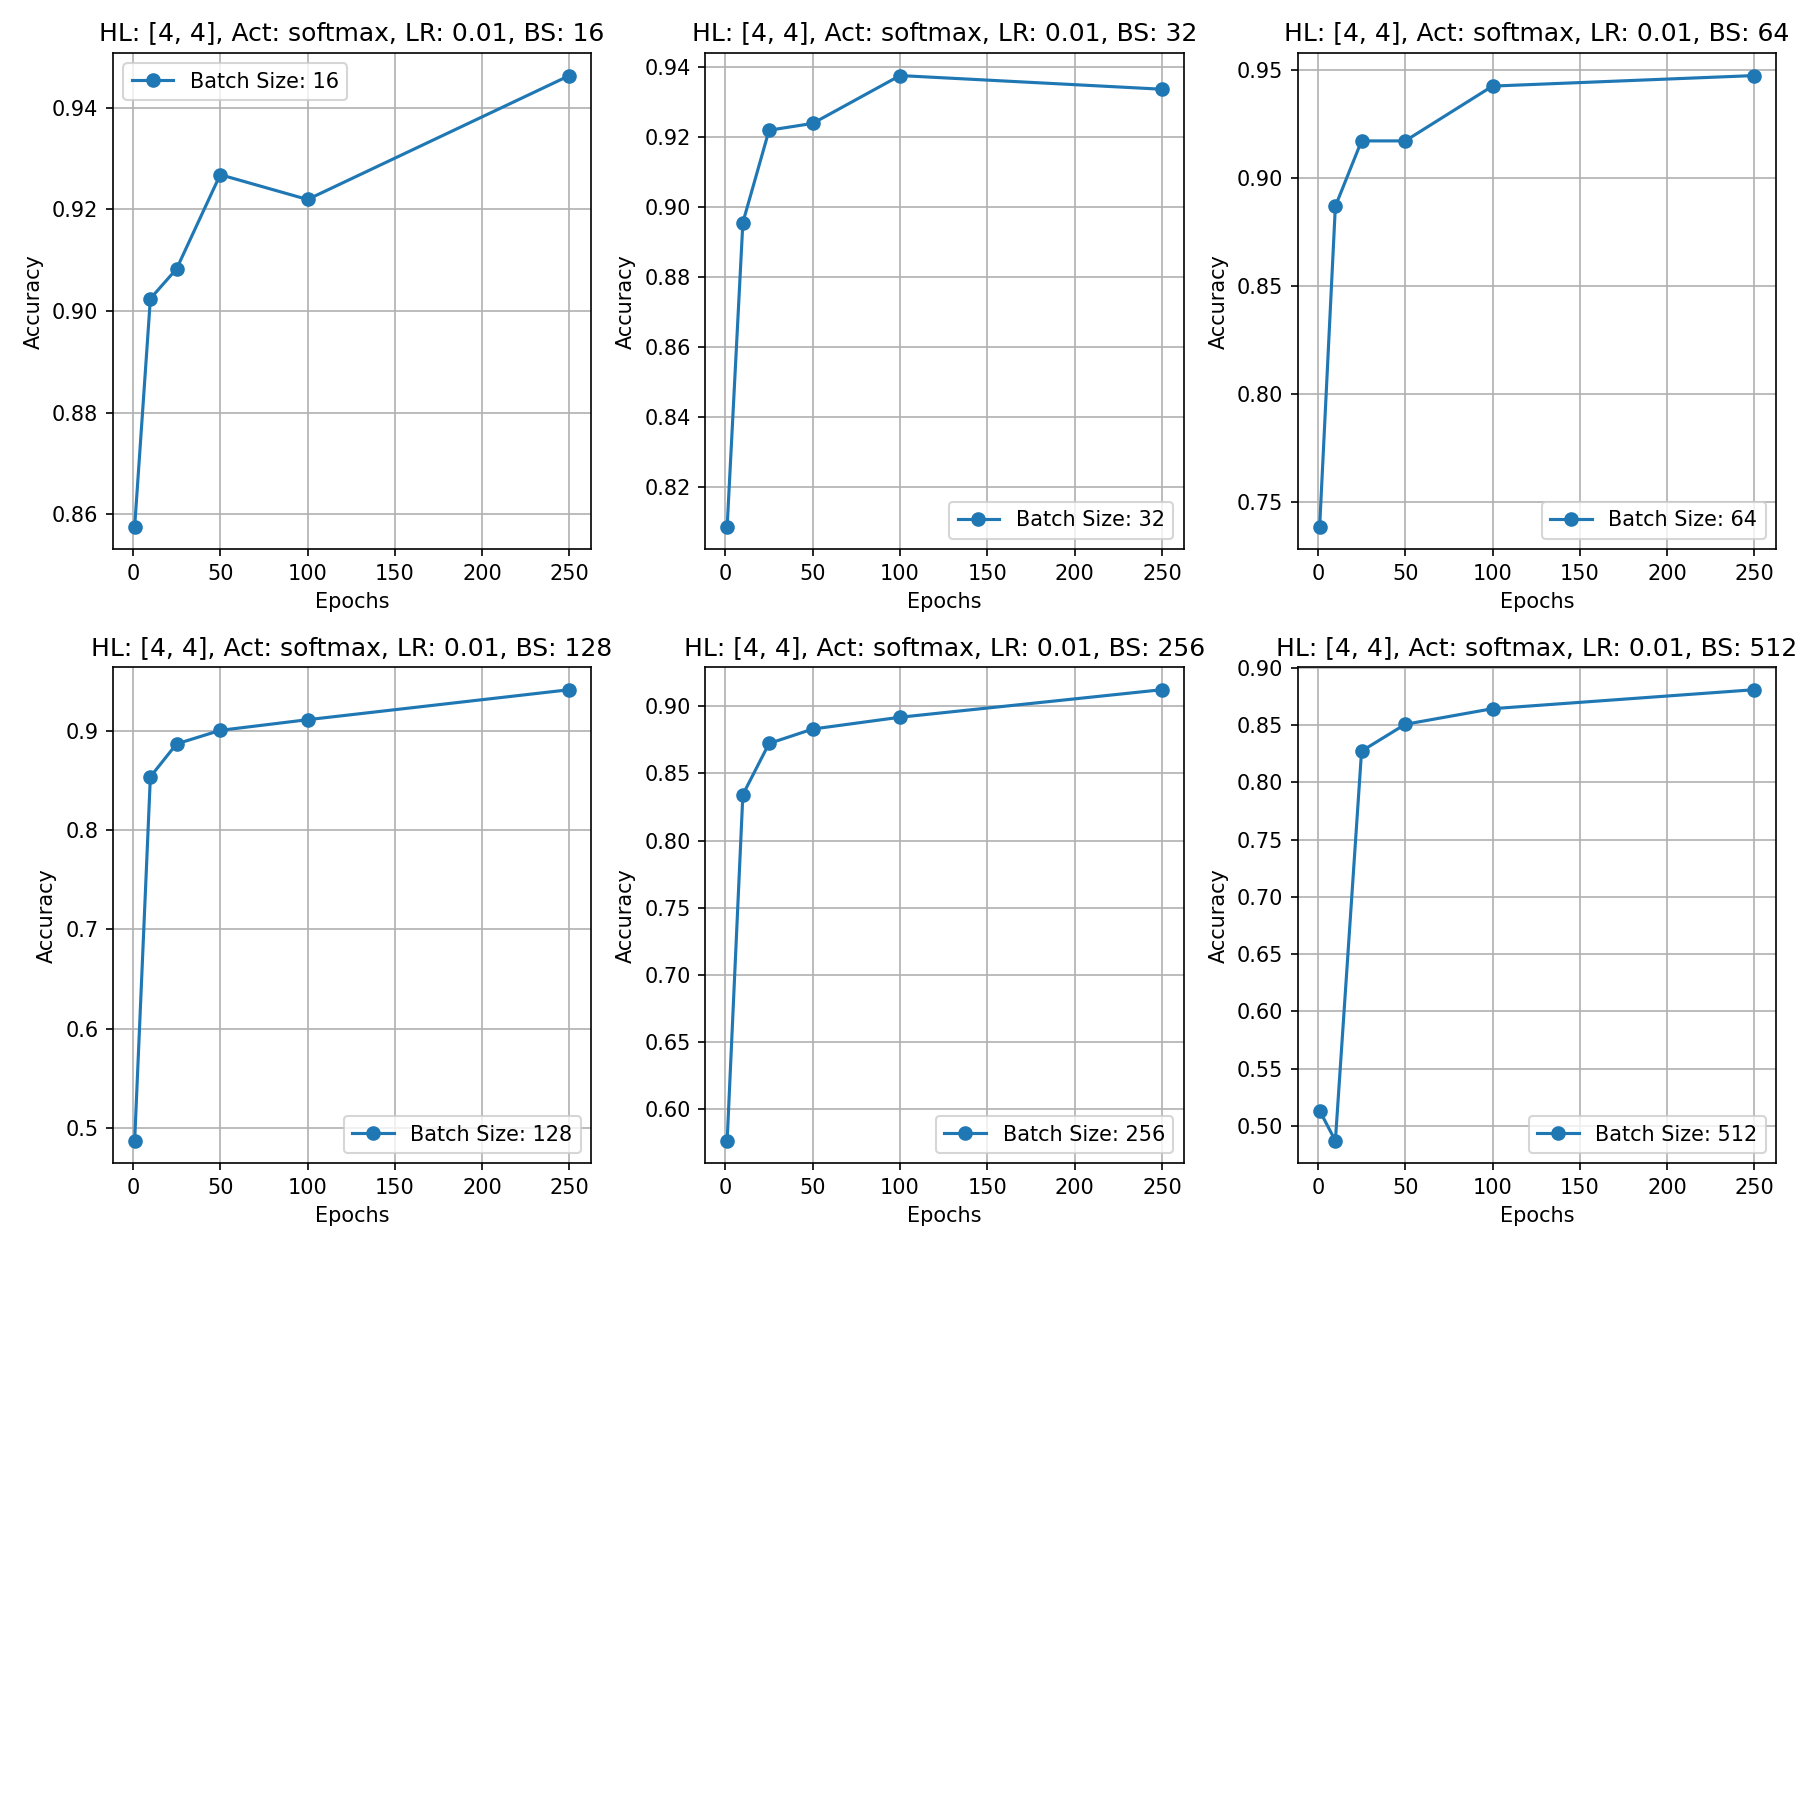 HL: [4, 4], Act: softmax, LR: 0.01, BS: 16
Batch Size: 16
0.94
0.92
0.90
0.88
0.86
Accuracy
0 50 100 150 200 250
Epochs
HL: [4, 4], Act: softmax, LR: 0.01, BS: 32
0.94
0.92
0.90
0.88
0.86
0.84
0.82
Accuracy
Batch Size: 32
0 50 100 150 200 250
Epochs
HL: [4, 4], Act: softmax, LR: 0.01, BS: 64
0.95
0.90
0.85
0.80
0.75
Accuracy
Batch Size: 64
0 50 100 150 200 250
Epochs
HL: [4, 4], Act: softmax, LR: 0.01, BS: 128
0.9
0.8
0.7
0.6
0.5
Accuracy
Batch Size: 128
0 50 100 150 200 250
Epochs
HL: [4, 4], Act: softmax, LR: 0.01, BS: 256
0.90
0.85
0.80
0.75
0.70
0.65
0.60
Accuracy
Batch Size: 256
0 50 100 150 200 250
Epochs
HL: [4, 4], Act: softmax, LR: 0.01, BS: 512
0.90
0.85
0.80
0.75
0.70
0.65
0.60
0.55
0.50
Accuracy
Batch Size: 512
0 50 100 150 200 250
Epochs